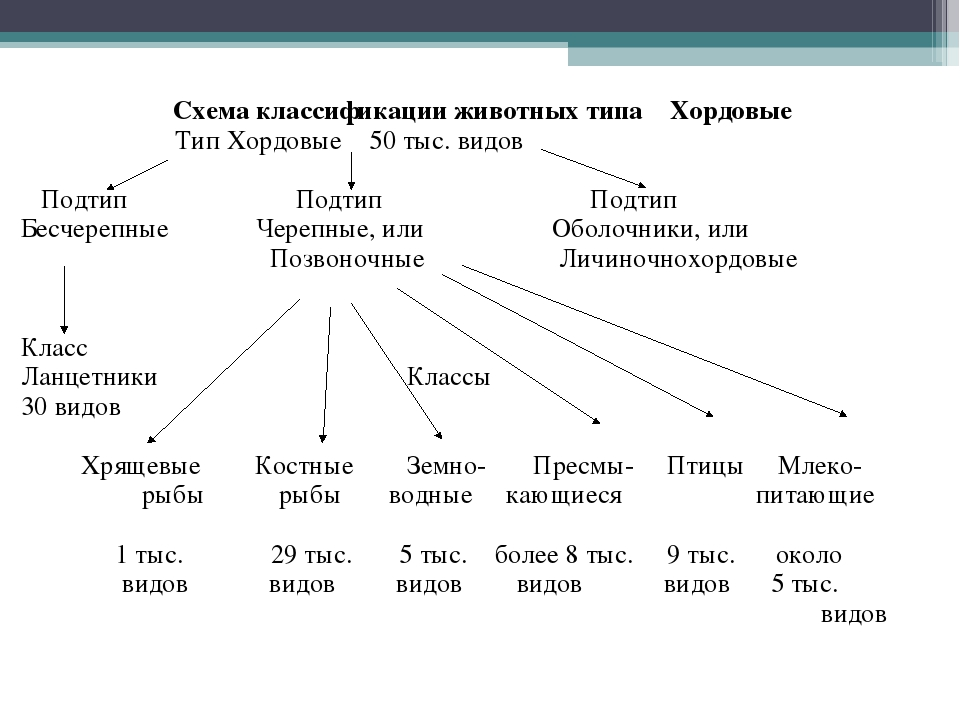 Схема классификации животных типа Хордовые
Тип Хордовые 50 тыс. видов
Подтип Подтип Подтип
Бесчерепные Черепные, или Оболочники, или
Позвоночные Личиночнохордовые
Класс
Ланцетники Классы
30 видов
Хрящевые Костные Земно- Пресмы- Птицы Млеко-
рыбы рыбы водные кающиеся питающие
1 тыс. 29 тыс. 5 тыс. более 8 тыс. 9 тыс. около
видов видов видов видов видов 5 тыс.
видов